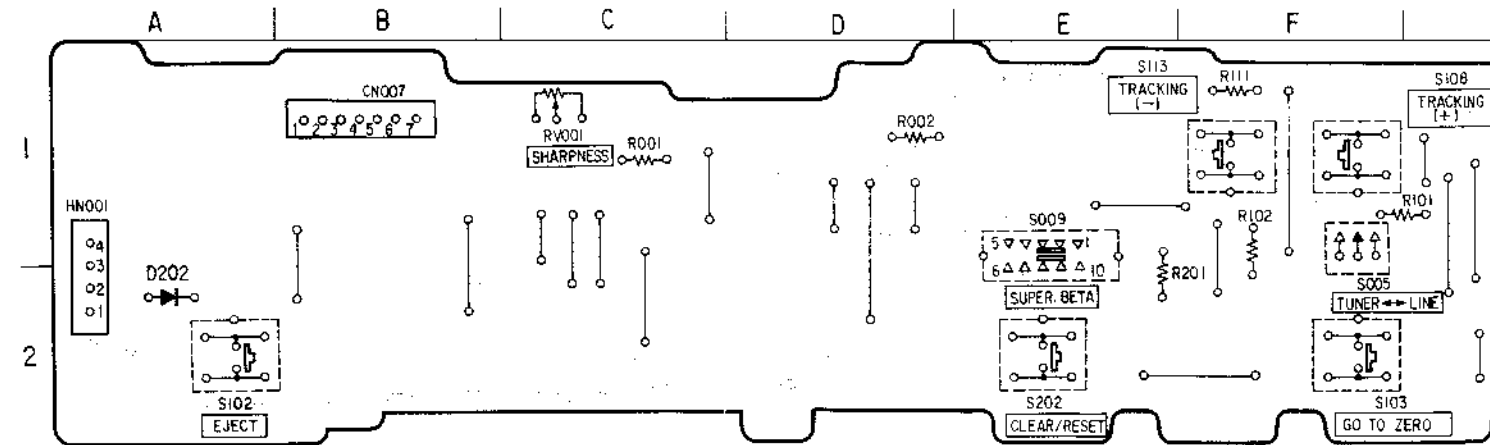 A B C D E F
1
2
CN007
1 2 3 4 5 6 7
RV001
SHARPNESS
R001
R002
S113
TRACKING
(−)
R111
S108
TRACKING
(+)
HN001
4
3
2
1
D202
S009
5 1
6 10
SUPER. BETA
R102
R101
R201
S005
TUNER↔LINE
S102
EJECT
S202
CLEAR/RESET
S103
GO TO ZERO